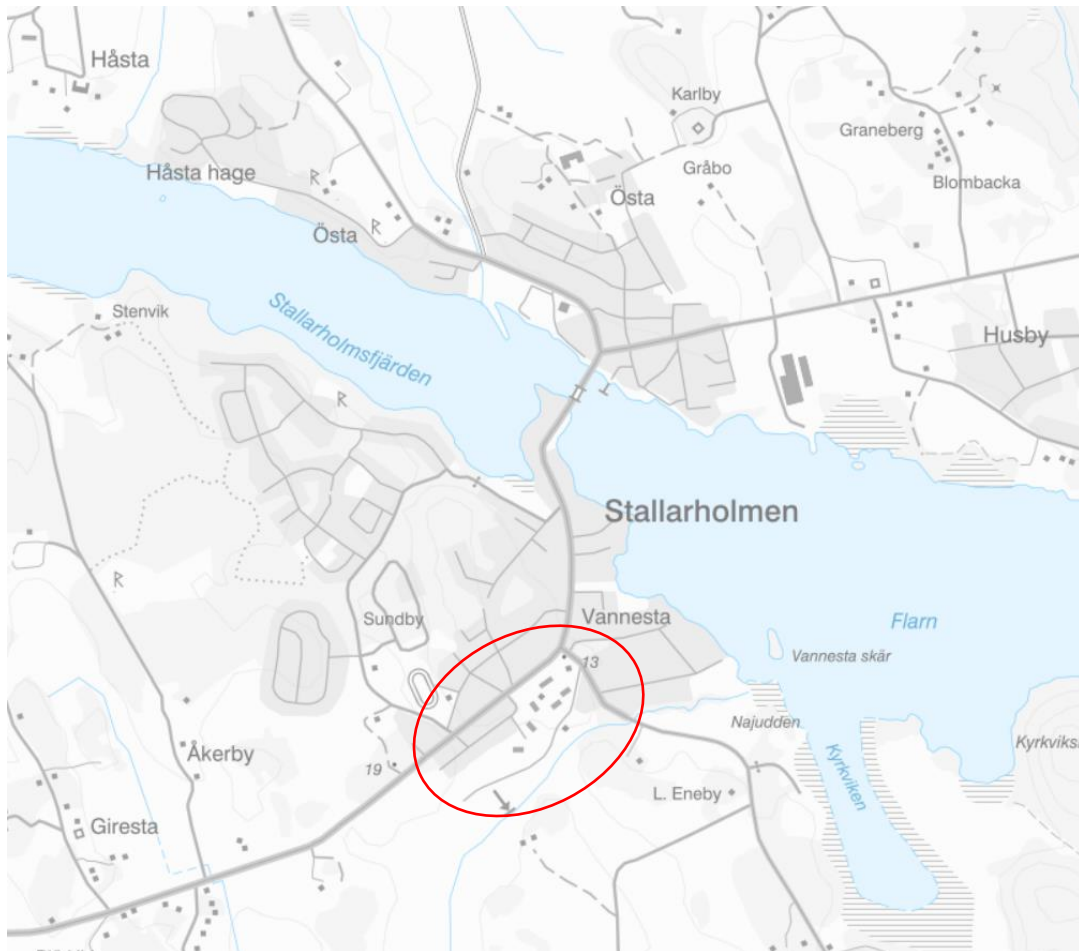 Håsta
Karlby
Graneberg
Håsta hage
Gråbo
Blombacka
Östa
Östa
Stenvik
Stallarholmsfjärden
Husby
Stallarholmen
Sundby
Vannesta
Flarn
13
Vannesta skär
Najudden
Åkerby
19
Kyrkviken
L. Eneby
Giresta